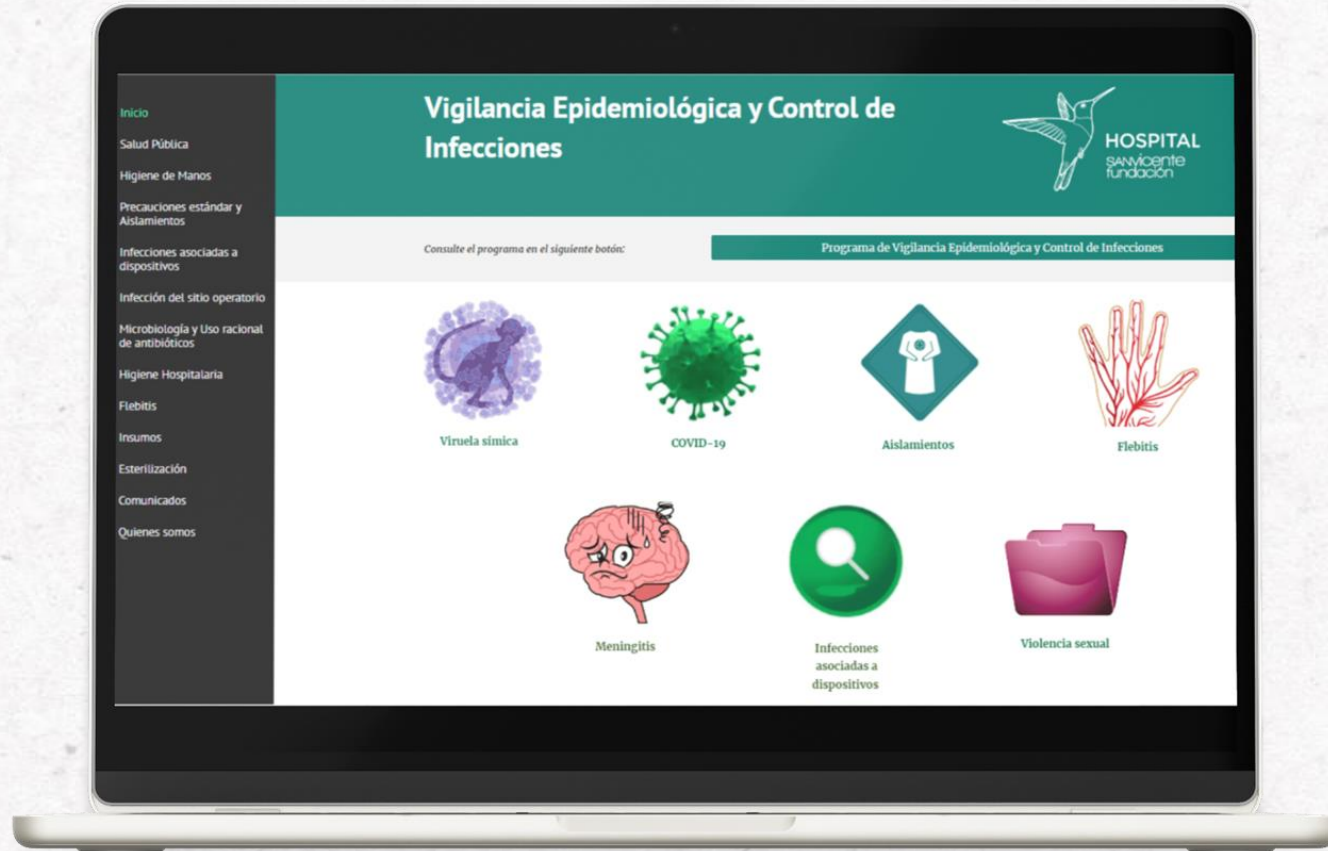 Inicio
Salud Pública
Higiene de Manos
Precauciones estándar y
Aislamientos
Infecciones asociadas a
dispositivos
Infección del sitio operatorio
Microbiología y Uso racional
de antibióticos
Higiene Hospitalaria
Flebitis
Insumos
Esterilización
Comunicados
Quienes somos
Vigilancia Epidemiológica y Control de
Infecciones
HOSPITAL
SANVicente
fundación
Consulte el programa en el siguiente botón:
Programa de Vigilancia Epidemiológica y Control de Infecciones
Viruela símica
COVID-19
Aislamientos
Flebitis
Meningitis
Infecciones
asociadas a
dispositivos
Violencia sexual